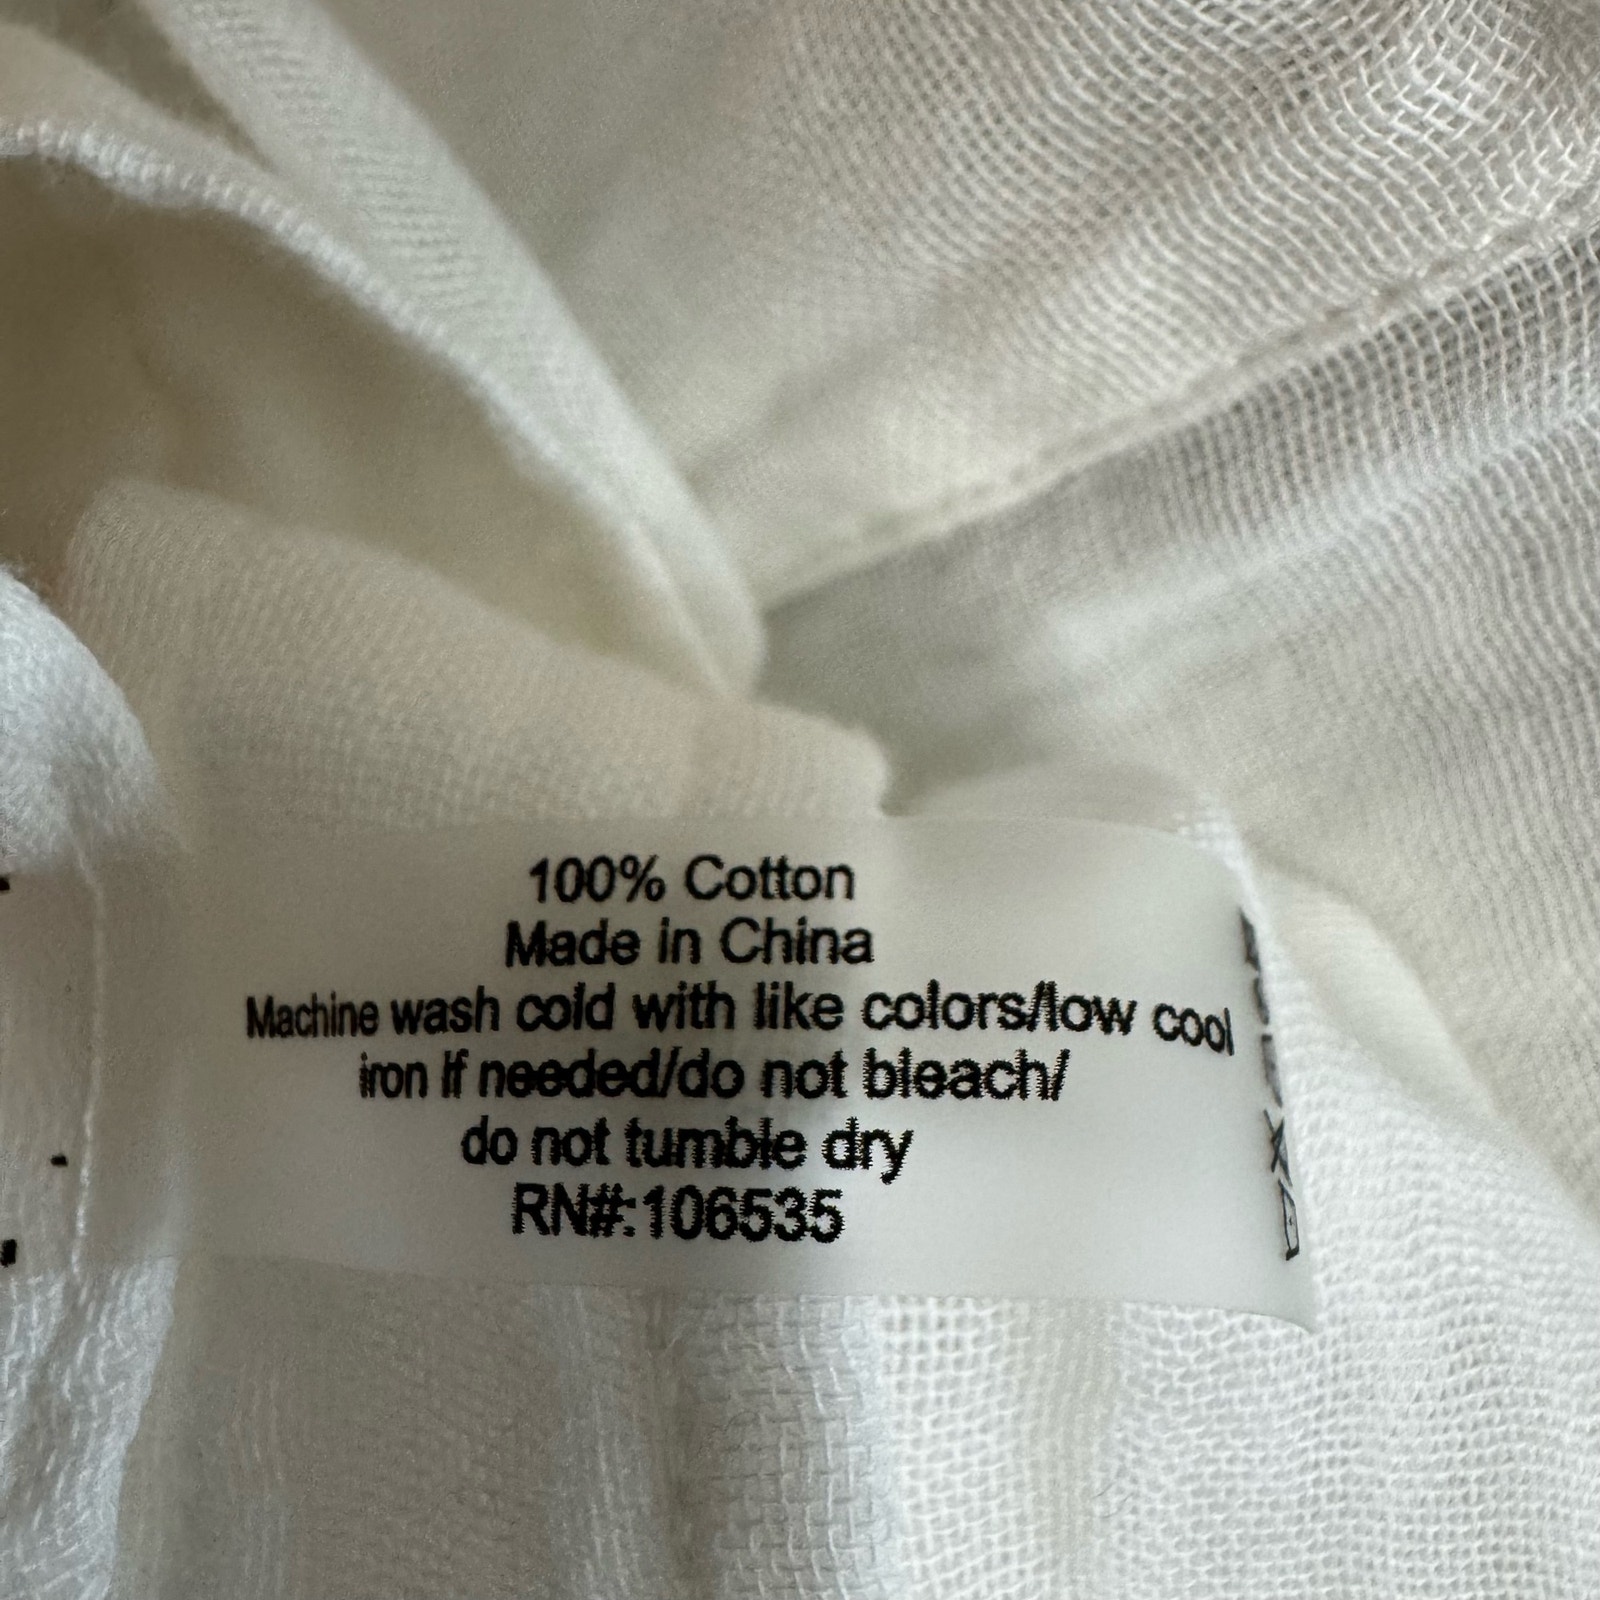 100% Cotton
Made in China
Machine wash cold with like colors/low cool
iron If needed/do not bleach/
do not tumble dry
RN#:106535